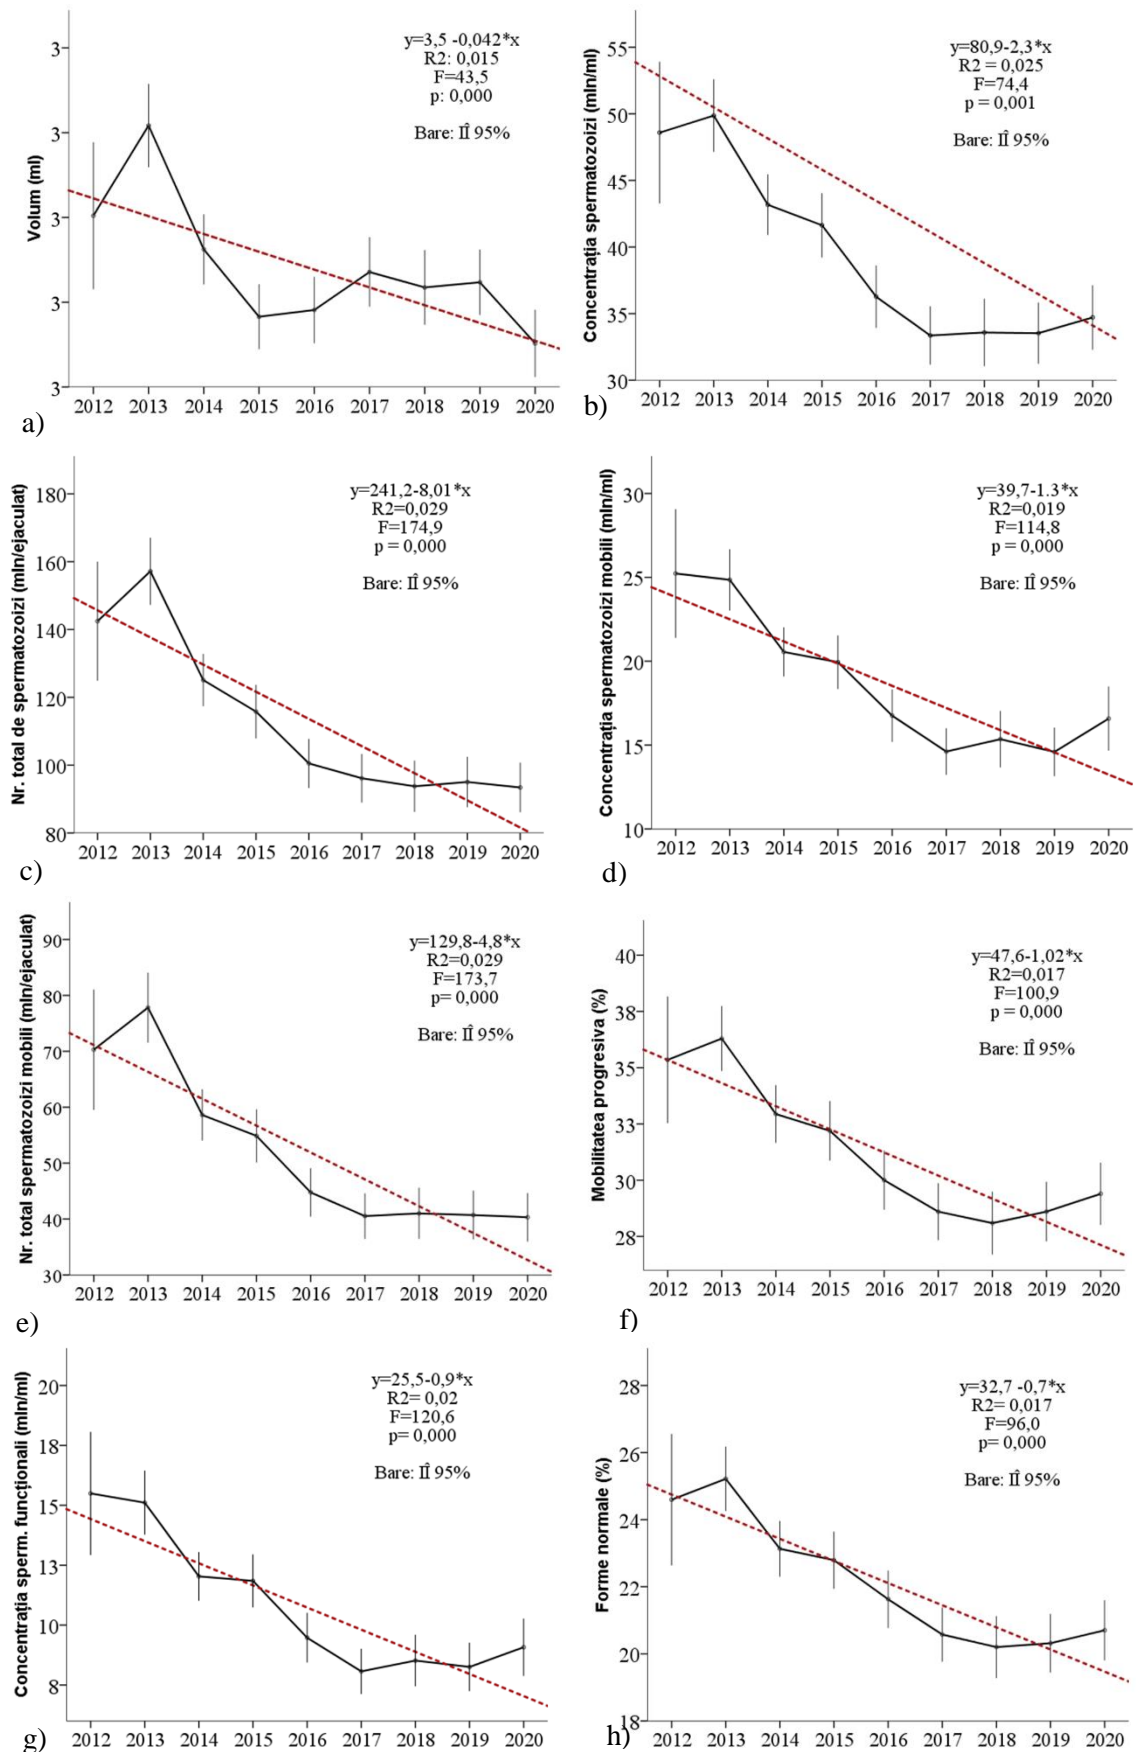 y=3,5 -0,042*x
R2: 0,015
F=43,5
p: 0,000
Bare: IÎ 95%
Volum (ml)
3
3
3
3
3
2012 2013 2014 2015 2016 2017 2018 2019 2020
a)
y=80,9-2,3*x
R2 = 0,025
F=74,4
p = 0,001
Bare: IÎ 95%
Concentrația spermatozoizi (mln/ml)
55
50
45
40
35
30
2012 2013 2014 2015 2016 2017 2018 2019 2020
b)
y=241,2-8,01*x
R2=0,029
F=174,9
p = 0,000
Bare: IÎ 95%
Nr. total de spermatozoizi (mln/ejaculat)
180
160
140
120
100
80
2012 2013 2014 2015 2016 2017 2018 2019 2020
c)
y=39,7-1.3*x
R2=0,019
F=114,8
p = 0,000
Bare: IÎ 95%
Concentrația spermatozoizi mobili (mln/ml)
30
25
20
15
10
2012 2013 2014 2015 2016 2017 2018 2019 2020
d)
y=129,8-4,8*x
R2=0,029
F=173,7
p= 0,000
Bare: IÎ 95%
Nr. total spermatozoizi mobili (mln/ejaculat)
90
80
70
60
50
40
30
2012 2013 2014 2015 2016 2017 2018 2019 2020
e)
y=47,6-1,02*x
R2=0,017
F=100,9
p = 0,000
Bare: IÎ 95%
Mobilitatea progresiva (%)
40
38
35
33
30
28
2012 2013 2014 2015 2016 2017 2018 2019 2020
f)
y=25,5-0,9*x
R2= 0,02
F=120,6
p= 0,000
Bare: IÎ 95%
Concentrația sperm. funcționali (mln/ml)
20
18
15
13
10
8
2012 2013 2014 2015 2016 2017 2018 2019 2020
g)
y=32,7 -0,7*x
R2= 0,017
F=96,0
p= 0,000
Bare: IÎ 95%
Forme normale (%)
28
26
24
22
20
18
2012 2013 2014 2015 2016 2017 2018 2019 2020
h)